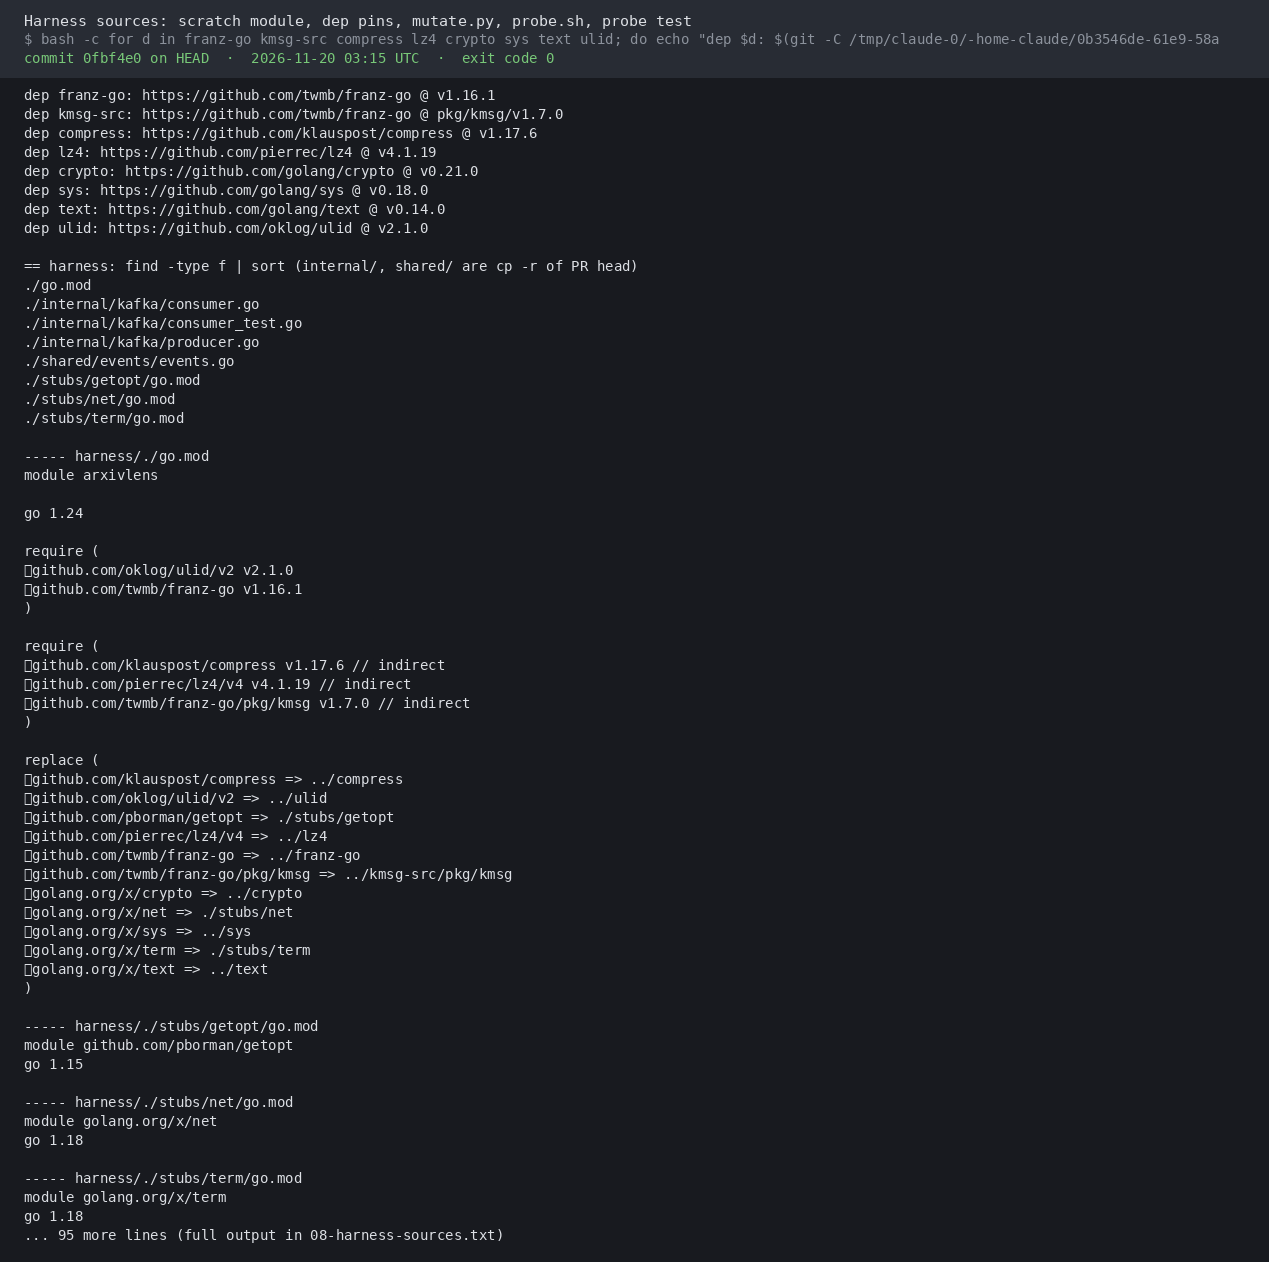 Harness sources: scratch module, dep pins, mutate.py, probe.sh, probe test
$ bash -c for d in franz-go kmsg-src compress lz4 crypto sys text ulid; do echo "dep $d: $(git -C /tmp/claude-0/-home-claude/0b3546de-61e9-58a
commit 0fbf4e0 on HEAD · 2026-11-20 03:15 UTC · exit code 0
dep franz-go: https://github.com/twmb/franz-go @ v1.16.1
dep kmsg-src: https://github.com/twmb/franz-go @ pkg/kmsg/v1.7.0
dep compress: https://github.com/klauspost/compress @ v1.17.6
dep lz4: https://github.com/pierrec/lz4 @ v4.1.19
dep crypto: https://github.com/golang/crypto @ v0.21.0
dep sys: https://github.com/golang/sys @ v0.18.0
dep text: https://github.com/golang/text @ v0.14.0
dep ulid: https://github.com/oklog/ulid @ v2.1.0
== harness: find -type f | sort (internal/, shared/ are cp -r of PR head)
./go.mod
./internal/kafka/consumer.go
./internal/kafka/consumer_test.go
./internal/kafka/producer.go
./shared/events/events.go
./stubs/getopt/go.mod
./stubs/net/go.mod
./stubs/term/go.mod
----- harness/./go.mod
module arxivlens
go 1.24
require (
github.com/oklog/ulid/v2 v2.1.0
github.com/twmb/franz-go v1.16.1
)
require (
github.com/klauspost/compress v1.17.6 // indirect
github.com/pierrec/lz4/v4 v4.1.19 // indirect
github.com/twmb/franz-go/pkg/kmsg v1.7.0 // indirect
)
replace (
github.com/klauspost/compress => ../compress
github.com/oklog/ulid/v2 => ../ulid
github.com/pborman/getopt => ./stubs/getopt
github.com/pierrec/lz4/v4 => ../lz4
github.com/twmb/franz-go => ../franz-go
github.com/twmb/franz-go/pkg/kmsg => ../kmsg-src/pkg/kmsg
golang.org/x/crypto => ../crypto
golang.org/x/net => ./stubs/net
golang.org/x/sys => ../sys
golang.org/x/term => ./stubs/term
golang.org/x/text => ../text
)
----- harness/./stubs/getopt/go.mod
module github.com/pborman/getopt
go 1.15
----- harness/./stubs/net/go.mod
module golang.org/x/net
go 1.18
----- harness/./stubs/term/go.mod
module golang.org/x/term
go 1.18
... 95 more lines (full output in 08-harness-sources.txt)